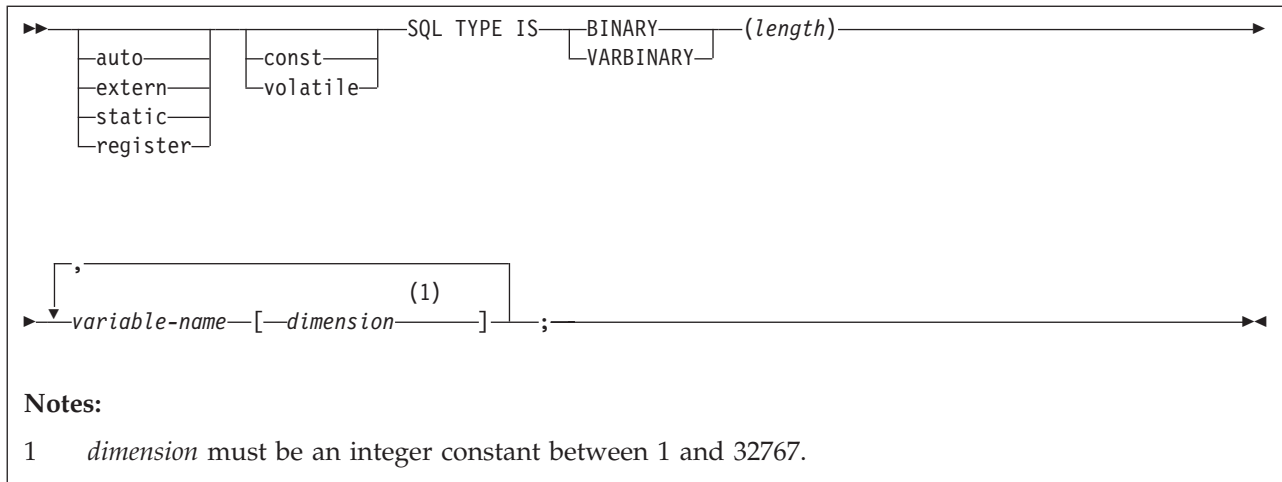 SQL TYPE IS BINARY (length)
auto const VARBINARY
extern volatile
static
register
,
(1)
variable-name [ dimension ] ;
Notes:
1 dimension must be an integer constant between 1 and 32767.